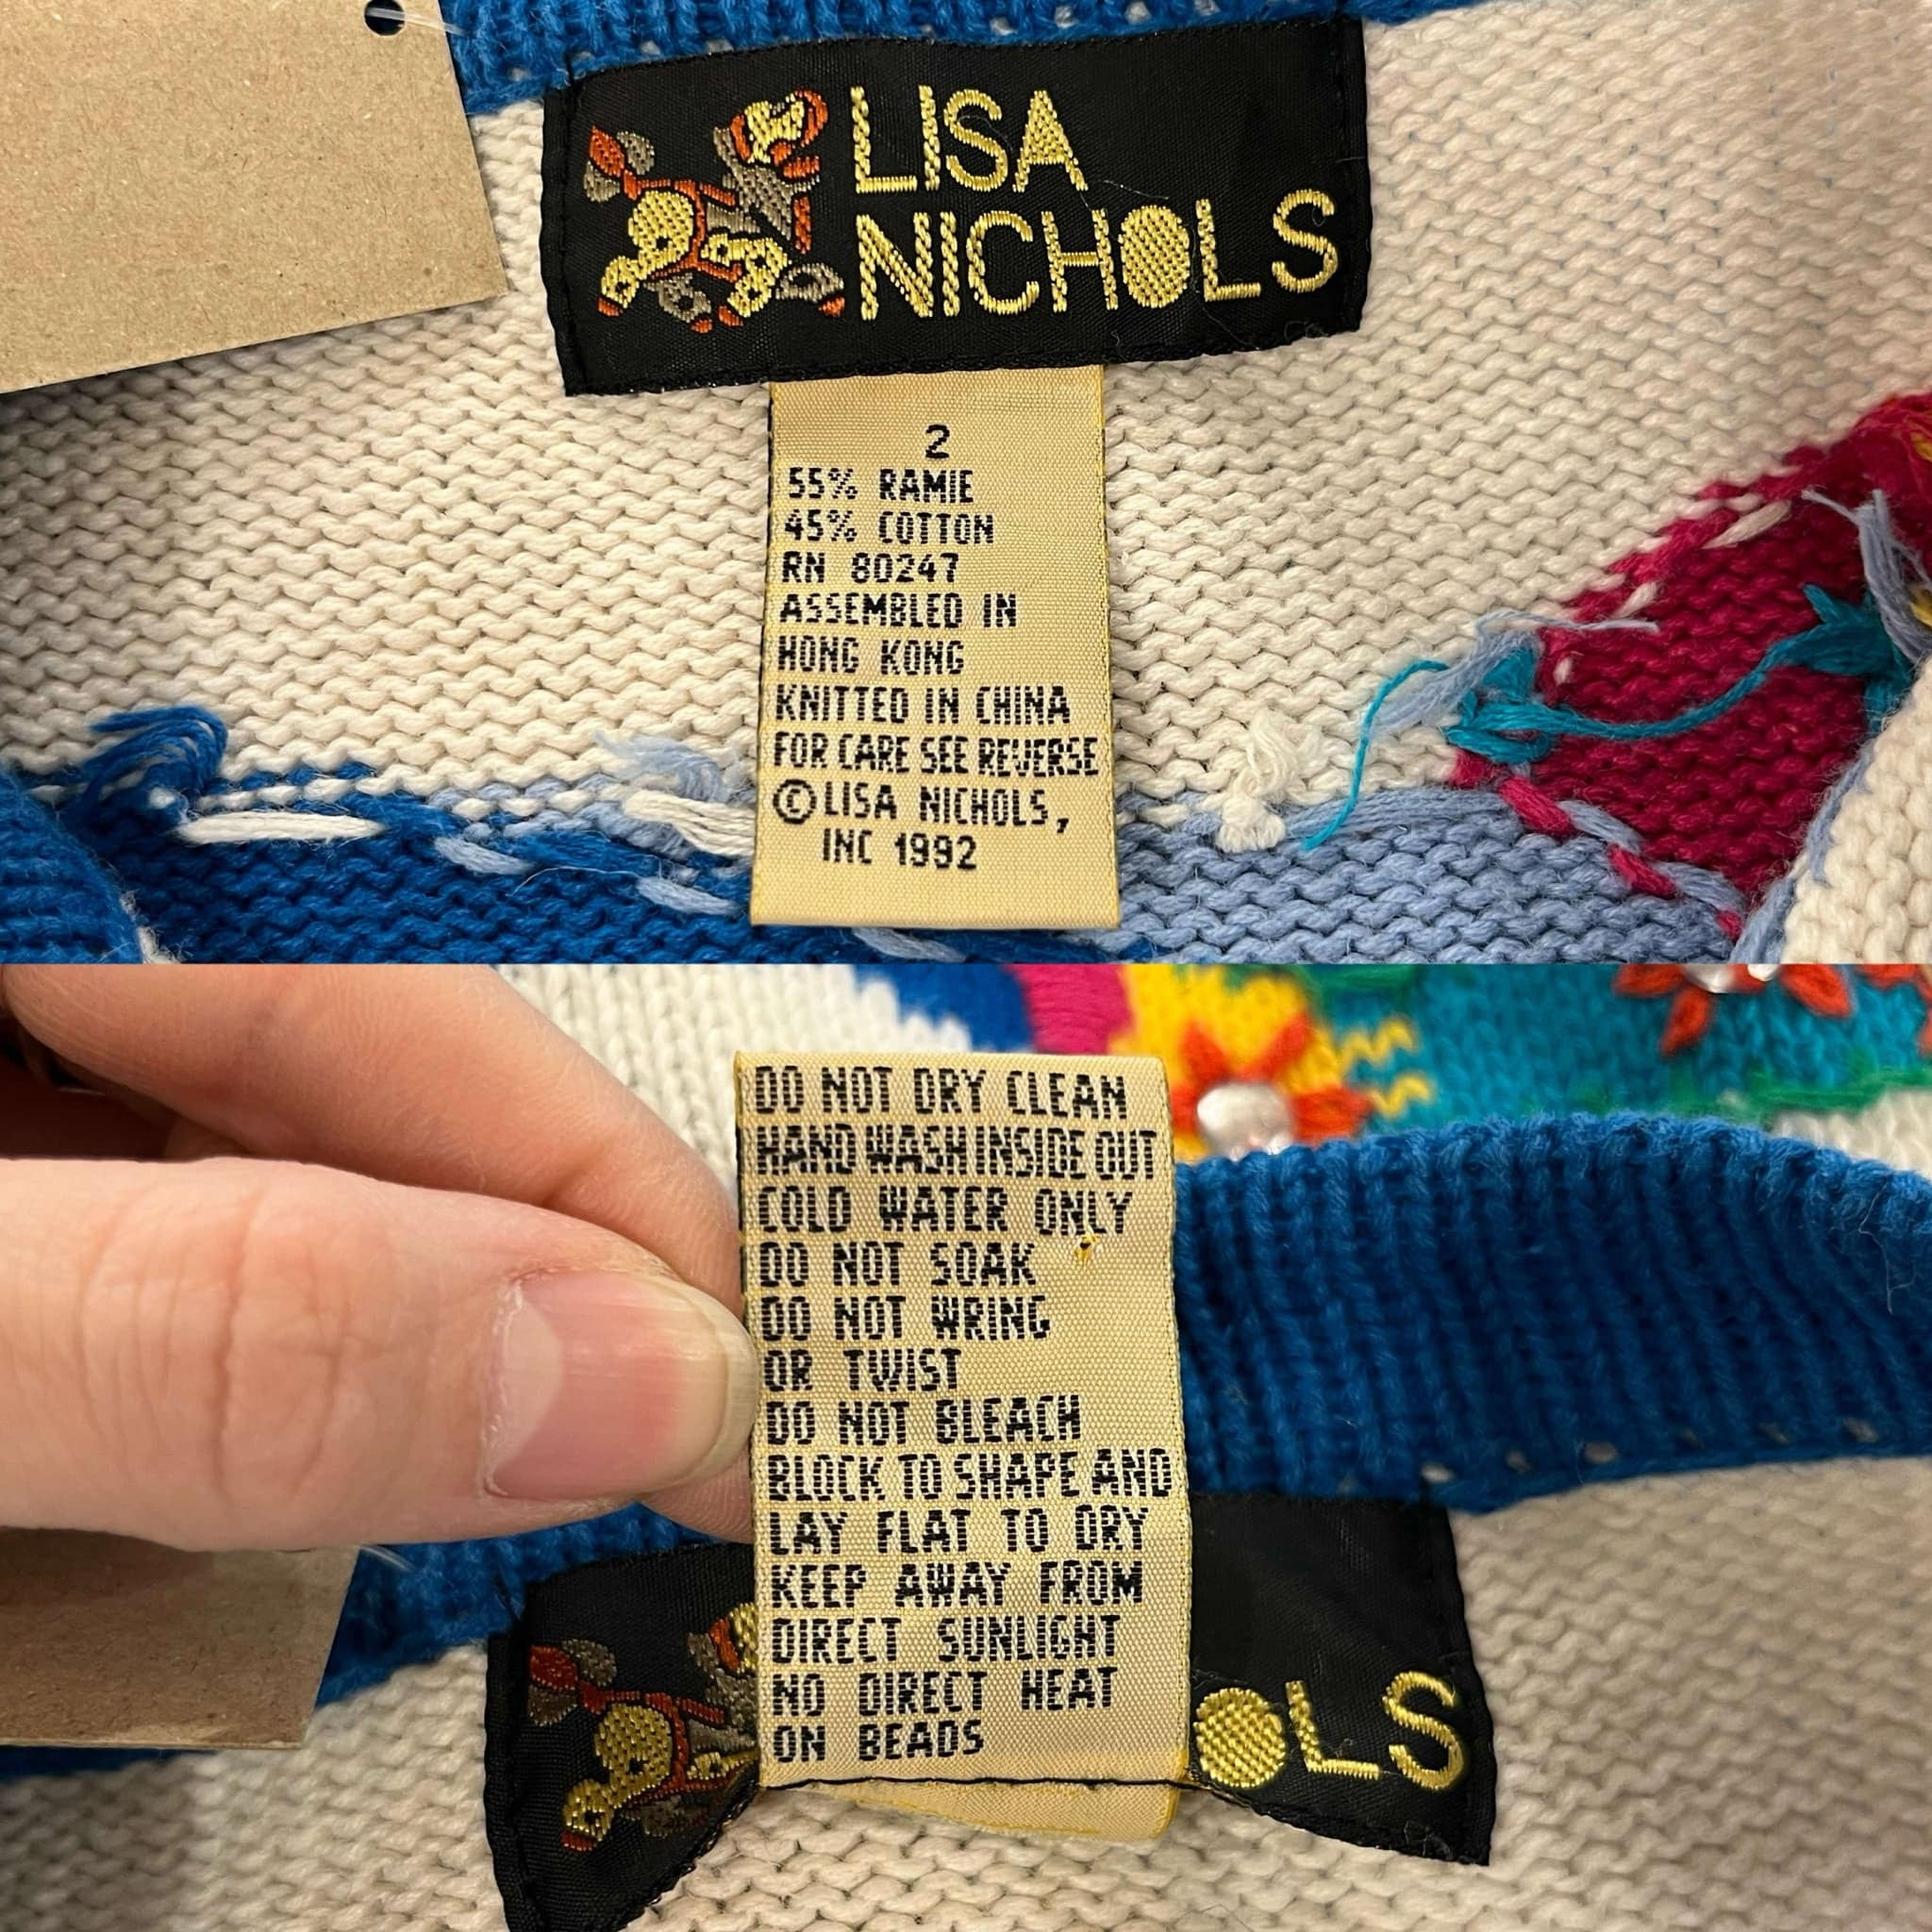 LISA
NICHOLS
2
55% RAMIE
45% COTTON
RN 80247
ASSEMBLED IN
HONG KONG
KNITTED IN CHINA
FOR CARE SEE REVERSE
© LISA NICHOLS,
INC 1992
DO NOT DRY CLEAN
HAND WASH INSIDE OUT
COLD WATER ONLY
DO NOT SOAK
DO NOT WRING
OR TWIST
DO NOT BLEACH
BLOCK TO SHAPE AND
LAY FLAT TO DRY
KEEP AWAY FROM
DIRECT SUNLIGHT
NO DIRECT HEAT
ON BEADS
OLS